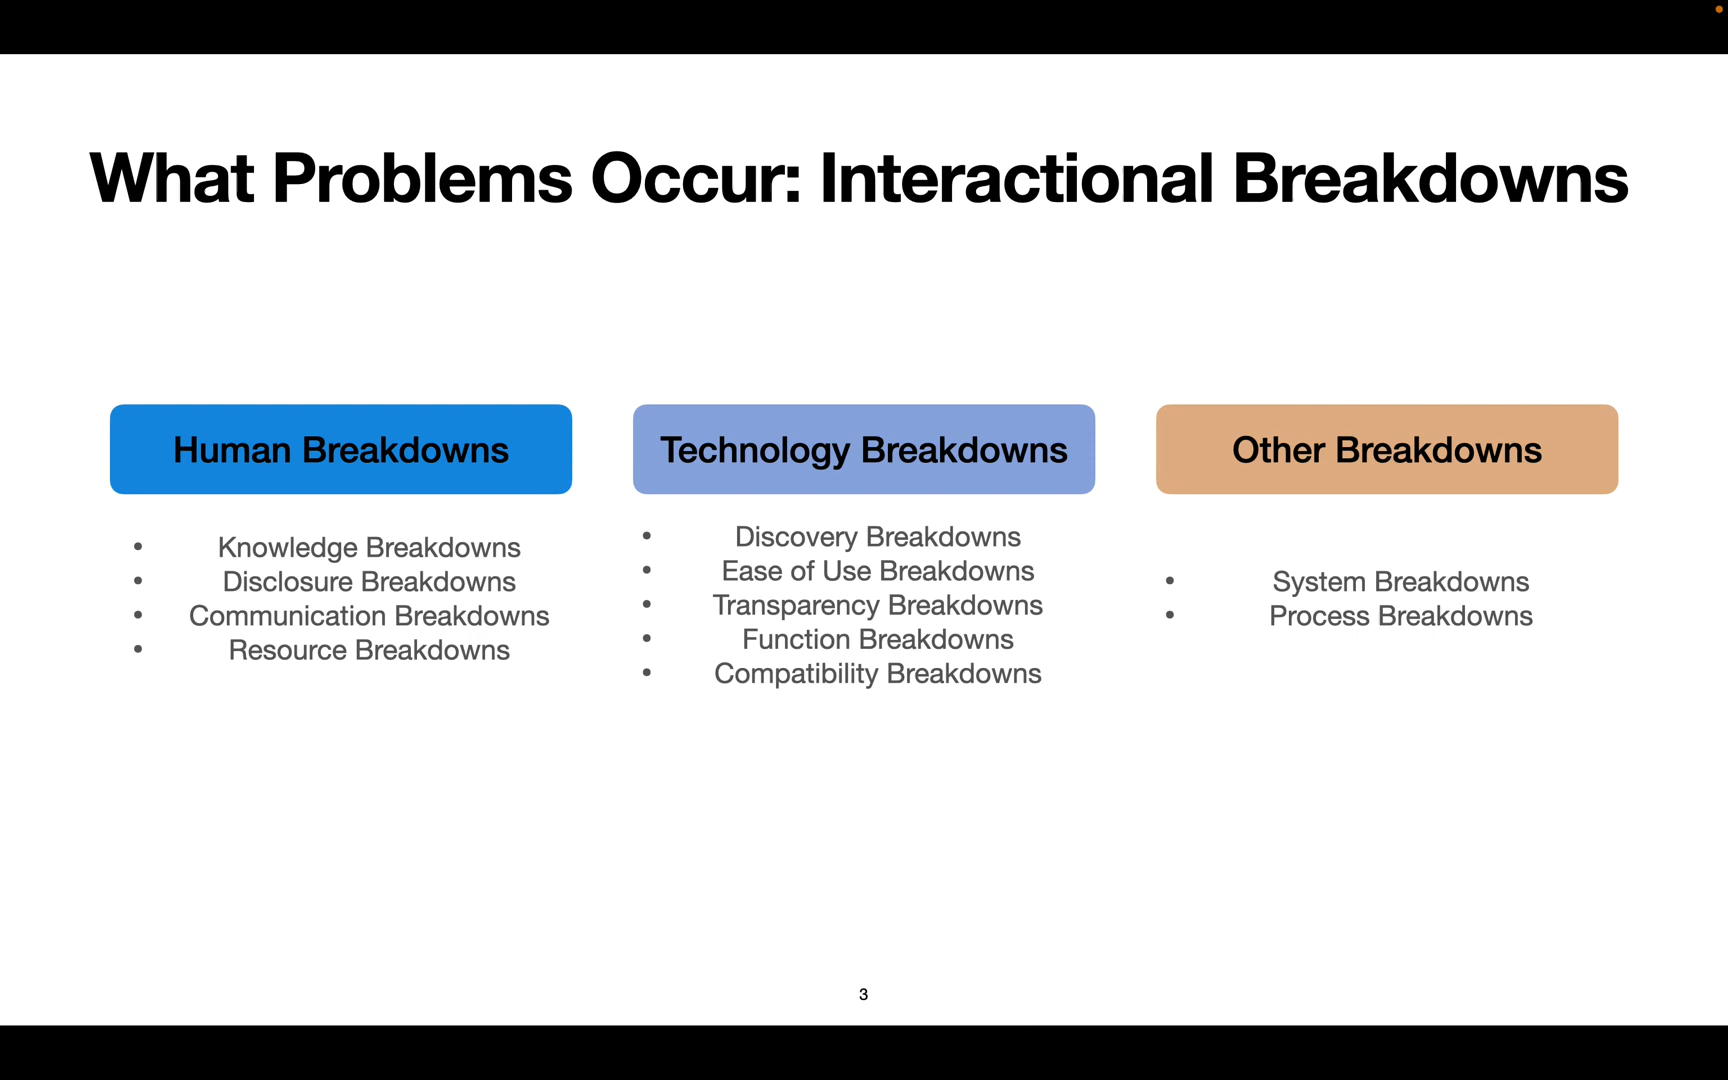 What Problems Occur: Interactional Breakdowns
Human Breakdowns
• Knowledge Breakdowns
• Disclosure Breakdowns
• Communication Breakdowns
• Resource Breakdowns
Technology Breakdowns
• Discovery Breakdowns
• Ease of Use Breakdowns
• Transparency Breakdowns
• Function Breakdowns
• Compatibility Breakdowns
Other Breakdowns
• System Breakdowns
• Process Breakdowns
3